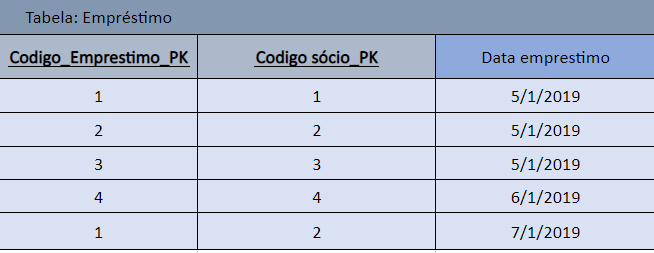 Tabela: Empréstimo
Codigo_Emprestimo_PK Codigo sócio_PK Data emprestimo
1 1 5/1/2019
2 2 5/1/2019
3 3 5/1/2019
4 4 6/1/2019
1 2 7/1/2019